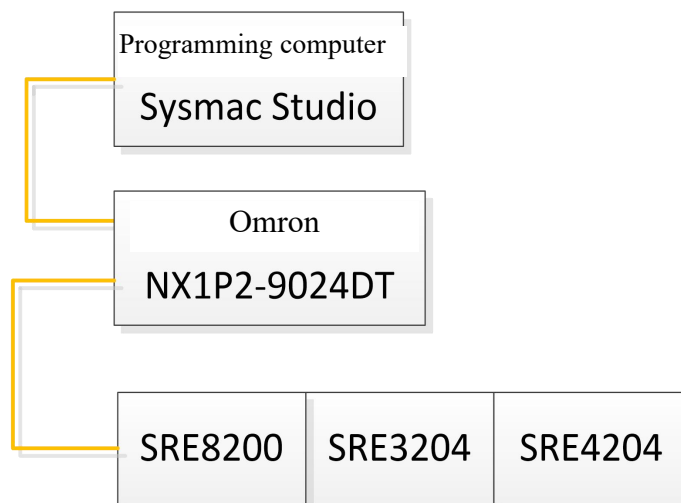 Programming computer
Sysmac Studio
Omron
NX1P2-9024DT
SRE8200 SRE3204 SRE4204